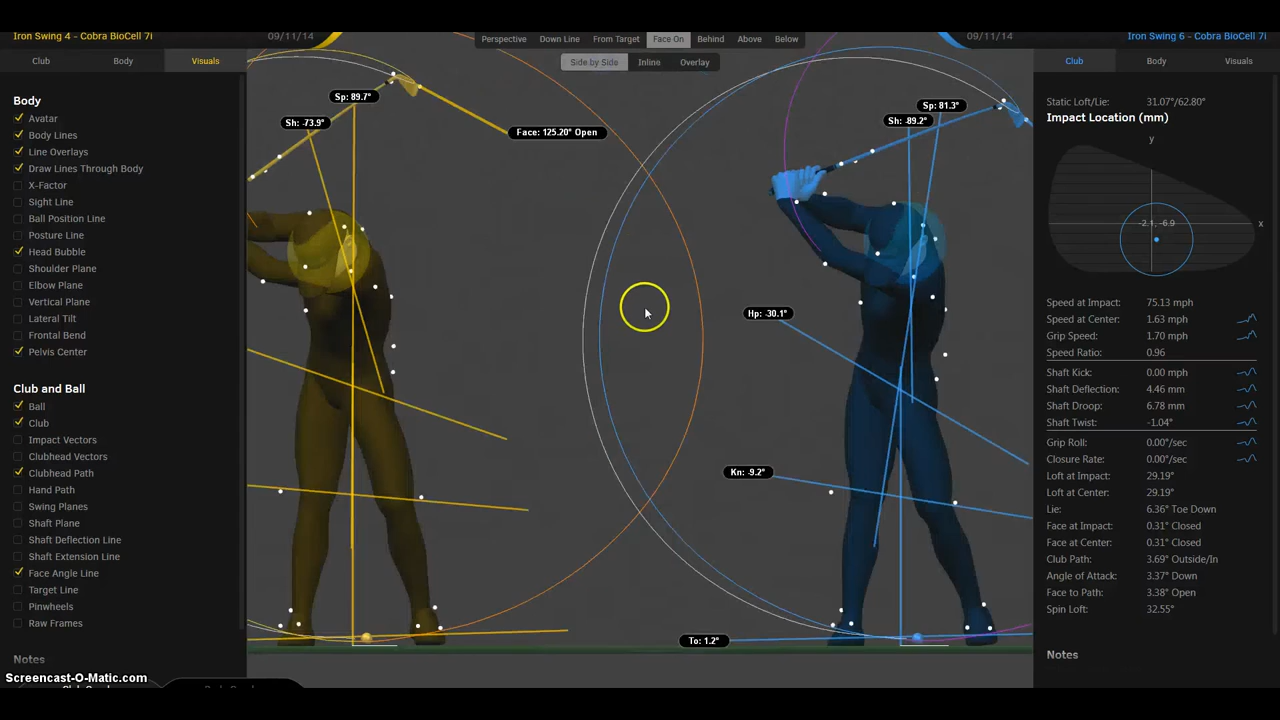 Iron Swing 4 - Cobra BioCell 7i
09/11/14
Perspective
Down Line
From Target
Face On
Behind
Above
Below
09/11/14
Iron Swing 6 - Cobra BioCell 7i
Club
Body
Visuals
Side by Side
Inline
Overlay
Club
Body
Visuals
Body
Avatar
Body Lines
Line Overlays
Draw Lines Through Body
X-Factor
Sight Line
Ball Position Line
Posture Line
Head Bubble
Shoulder Plane
Elbow Plane
Vertical Plane
Lateral Tilt
Frontal Bend
Pelvis Center
Club and Ball
Ball
Club
Impact Vectors
Clubhead Vectors
Clubhead Path
Hand Path
Swing Planes
Shaft Plane
Shaft Deflection Line
Shaft Extension Line
Face Angle Line
Target Line
Pinwheels
Raw Frames
Notes
Screencast-O-Matic.com
Sp: 89.7°
Sh: -73.9°
Face: 125.20° Open
Sp: 81.3°
Sh: -89.2°
Hp: -30.1°
Kn: -9.2°
To: 1.2°
Static Loft/Lie: 31.07°/62.80°
Impact Location (mm)
y
-2.1, -6.9
x
Speed at Impact: 75.13 mph
Speed at Center: 1.63 mph
Grip Speed: 1.70 mph
Speed Ratio: 0.96
Shaft Kick: 0.00 mph
Shaft Deflection: 4.46 mm
Shaft Droop: 6.78 mm
Shaft Twist: -1.04°
Grip Roll: 0.00°/sec
Closure Rate: 0.00°/sec
Loft at Impact: 29.19°
Loft at Center: 29.19°
Lie: 6.36° Toe Down
Face at Impact: 0.31° Closed
Face at Center: 0.31° Closed
Club Path: 3.69° Outside/In
Angle of Attack: 3.37° Down
Face to Path: 3.38° Open
Spin Loft: 32.55°
Notes